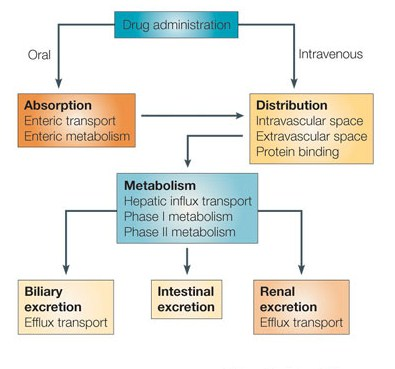 Drug administration
Oral
Intravenous
Absorption
Enteric transport
Enteric metabolism
Distribution
Intravascular space
Extravascular space
Protein binding
Metabolism
Hepatic influx transport
Phase I metabolism
Phase II metabolism
Biliary
excretion
Efflux transport
Intestinal
excretion
Renal
excretion
Efflux transport